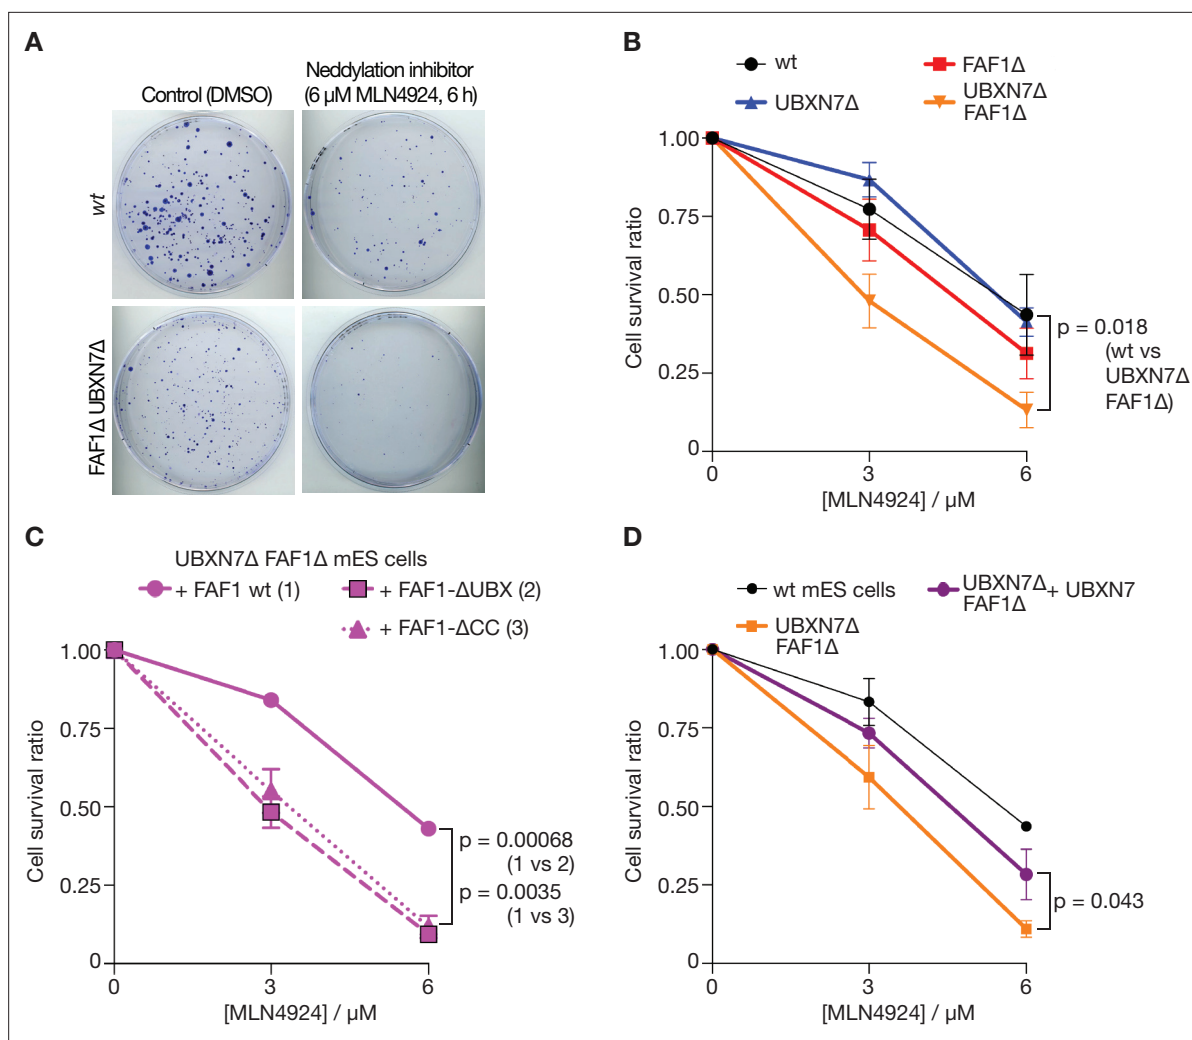 A
Control (DMSO)
Neddylation inhibitor
(6 µM MLN4924, 6 h)
wt
FAF1Δ UBXN7Δ
B
wt
FAF1Δ
UBXN7Δ
UBXN7Δ
FAF1Δ
Cell survival ratio
1.00
0.75
0.50
0.25
0
0
3
6
[MLN4924] / µM
p = 0.018
(wt vs
UBXN7Δ
FAF1Δ)
C
UBXN7Δ FAF1Δ mES cells
+ FAF1 wt (1)
+ FAF1-ΔUBX (2)
+ FAF1-ΔCC (3)
Cell survival ratio
1.00
0.75
0.50
0.25
0
0
3
6
[MLN4924] / µM
p = 0.00068
(1 vs 2)
p = 0.0035
(1 vs 3)
D
wt mES cells
UBXN7Δ
FAF1Δ
+ UBXN7
UBXN7Δ
FAF1Δ
Cell survival ratio
1.00
0.75
0.50
0.25
0
0
3
6
[MLN4924] / µM
p = 0.043